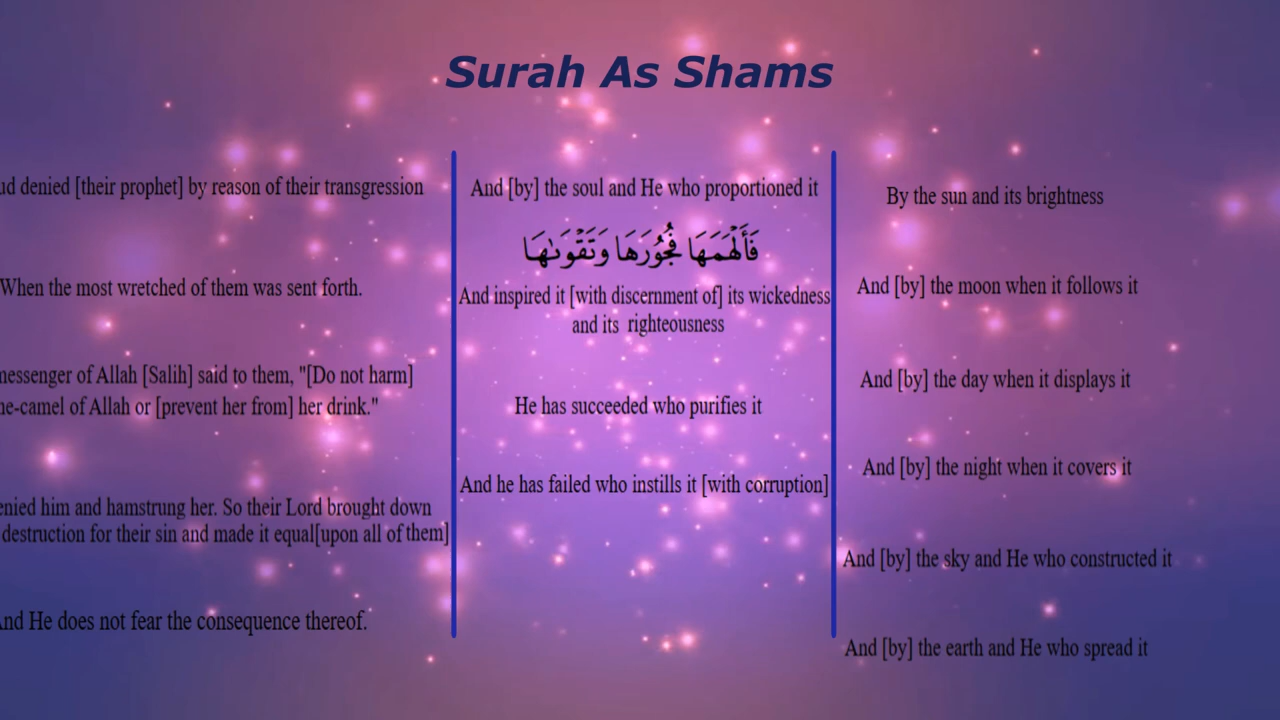 Surah As Shams
By the sun and its brightness
And [by] the moon when it follows it
And [by] the day when it displays it
And [by] the night when it covers it
And [by] the sky and He who constructed it
And [by] the earth and He who spread it
And [by] the soul and He who proportioned it
فَأَلْهَمَهَا فُجُورَهَا وَتَقْوَىٰهَا
And inspired it [with discernment of] its wickedness
and its righteousness
He has succeeded who purifies it
And he has failed who instills it [with corruption]
denied [their prophet] by reason of their transgression
When the most wretched of them was sent forth.
messenger of Allah [Salih] said to them, "[Do not harm]
of Allah or [prevent her from] her drink."
him and hamstrung her. So their Lord brought down
destruction for their sin and made it equal[upon all of them]
And He does not fear the consequence thereof.